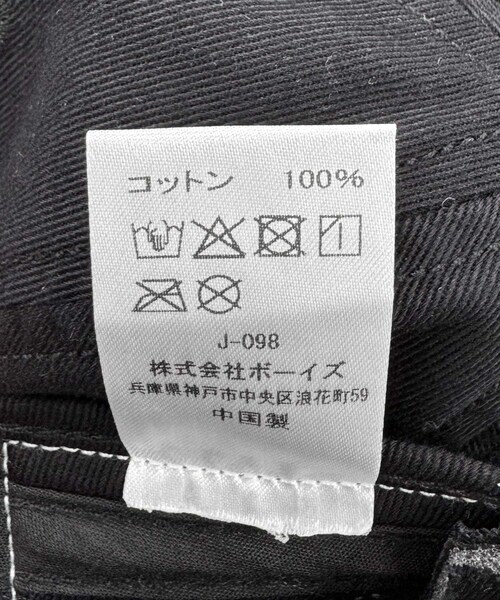 コットン 100%
J-098
株式会社ボーイズ
兵庫県神戸市中央区浪花町59
中国製